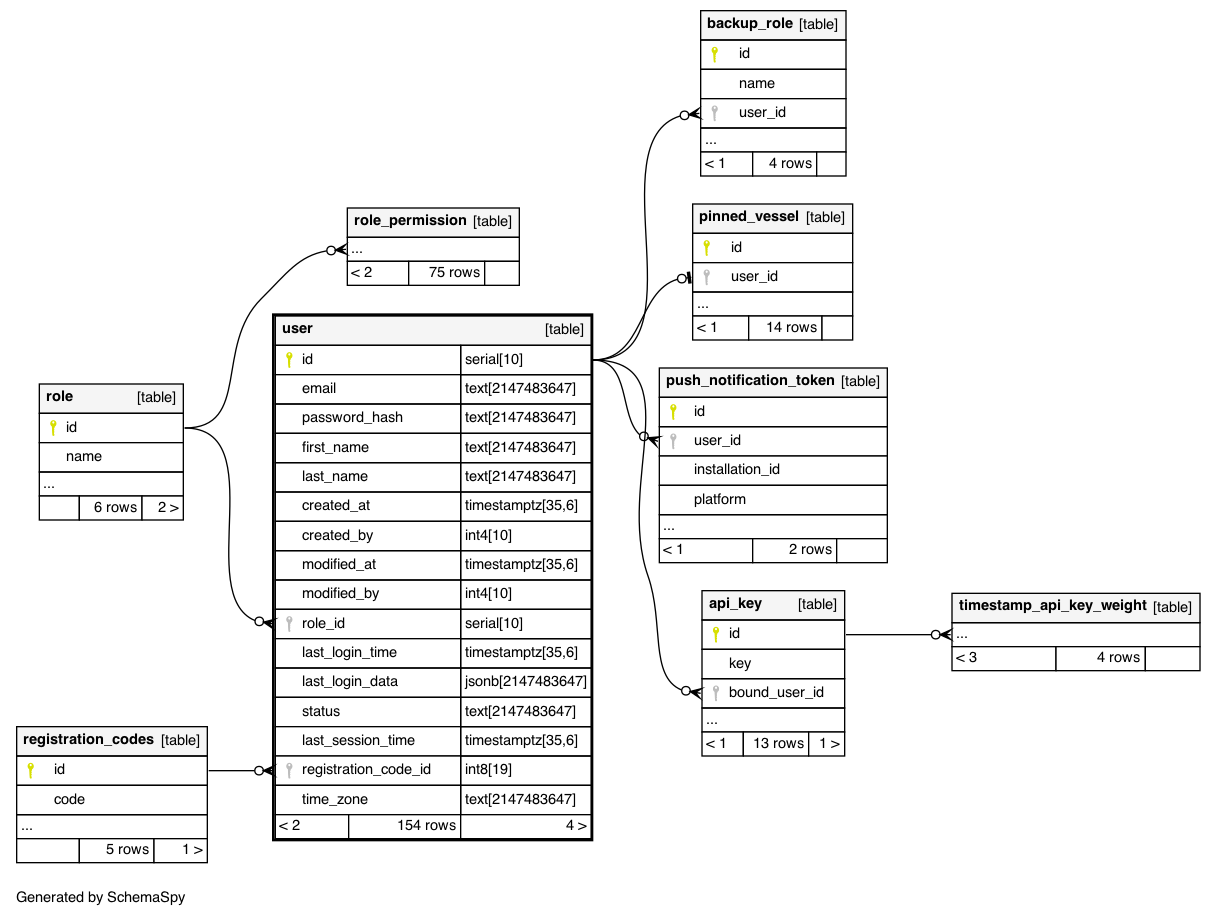 backup_role [table]
id
name
user_id
...
< 1 4 rows
pinned_vessel [table]
id
user_id
...
< 1 14 rows
role_permission [table]
...
< 2 75 rows
user [table]
id serial[10]
email text[2147483647]
password_hash text[2147483647]
first_name text[2147483647]
last_name text[2147483647]
created_at timestamptz[35,6]
created_by int4[10]
modified_at timestamptz[35,6]
modified_by int4[10]
role_id serial[10]
last_login_time timestamptz[35,6]
last_login_data jsonb[2147483647]
status text[2147483647]
last_session_time timestamptz[35,6]
registration_code_id int8[19]
time_zone text[2147483647]
< 2 154 rows 4 >
role [table]
id
name
...
6 rows 2 >
push_notification_token [table]
id
user_id
installation_id
platform
...
< 1 2 rows
api_key [table]
id
key
bound_user_id
...
< 1 13 rows 1 >
timestamp_api_key_weight [table]
...
< 3 4 rows
registration_codes [table]
id
code
...
5 rows 1 >
Generated by SchemaSpy